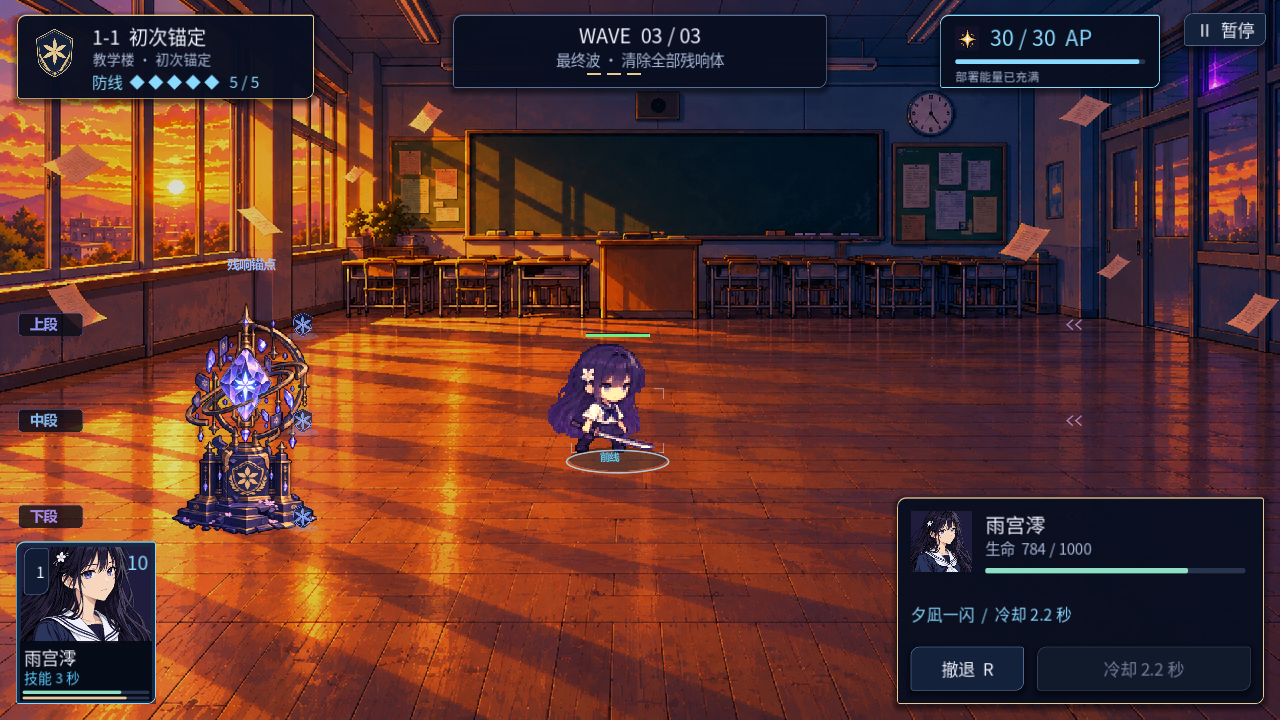 1-1 初次锚定
教学楼 · 初次锚定
防线 5 / 5
WAVE 03 / 03
最终波 · 清除全部残响体
30 / 30 AP
部署能量已充满
暂停
残响锚点
上段
中段
下段
前线
1
10
雨宫澪
技能 3 秒
雨宫澪
生命 784 / 1000
夕凪一闪 / 冷却 2.2 秒
撤退 R
冷却 2.2 秒